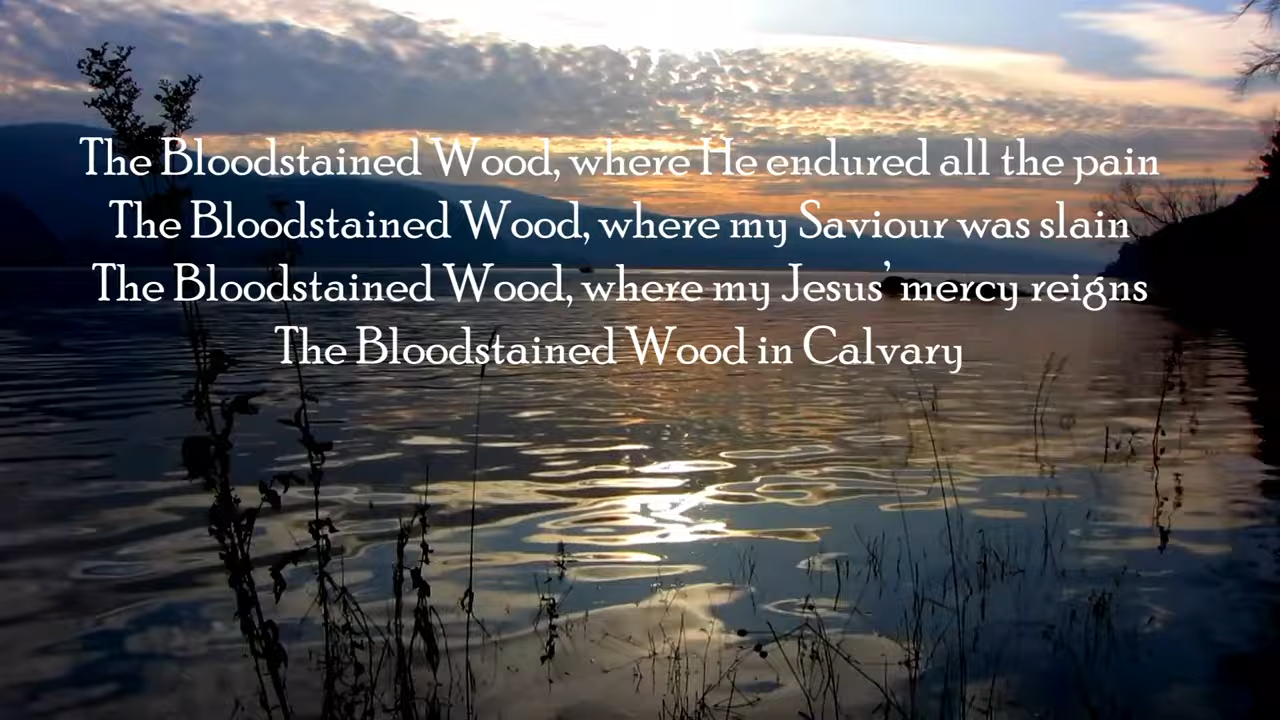 The Bloodstained Wood, where He endured all the pain
The Bloodstained Wood, where my Saviour was slain
The Bloodstained Wood, where my Jesus' mercy reigns
The Bloodstained Wood in Calvary